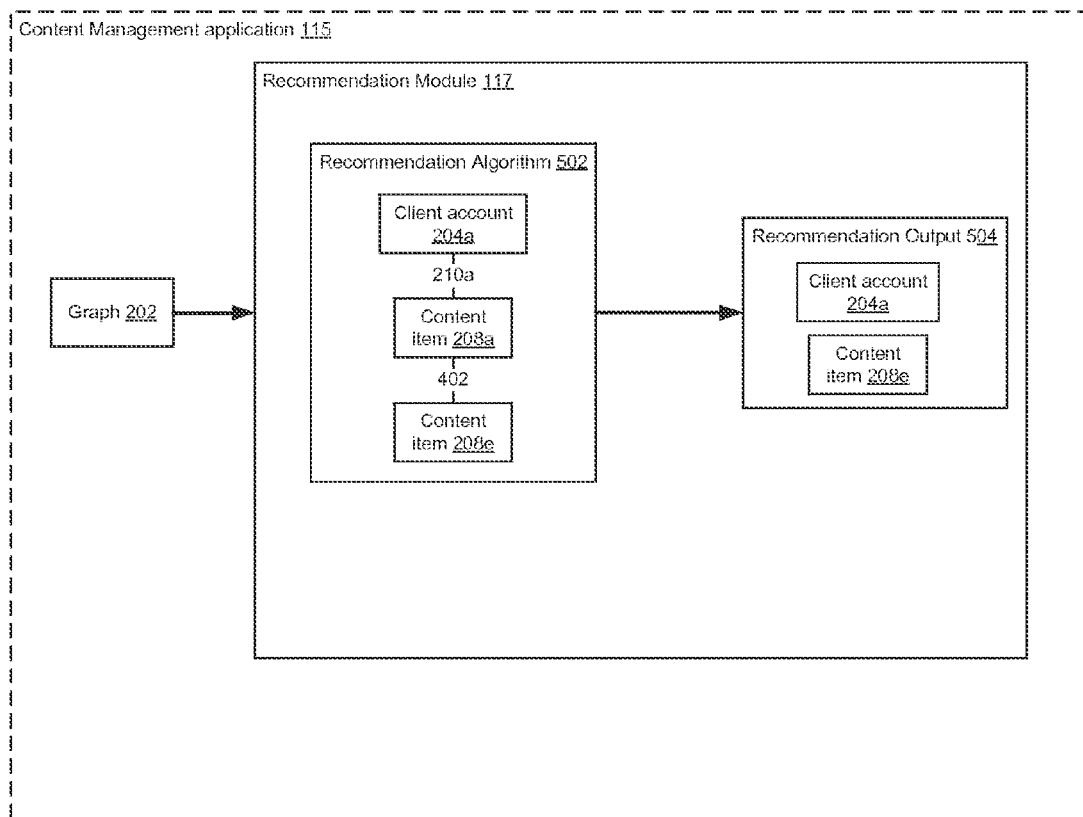 Content Management application 115
Recommendation Module 117
Recommendation Algorithm 502
Client account
204a
210a
Content
item 208a
402
Content
item 208e
Graph 202
Recommendation Output 504
Client account
204a
Content
item 208e